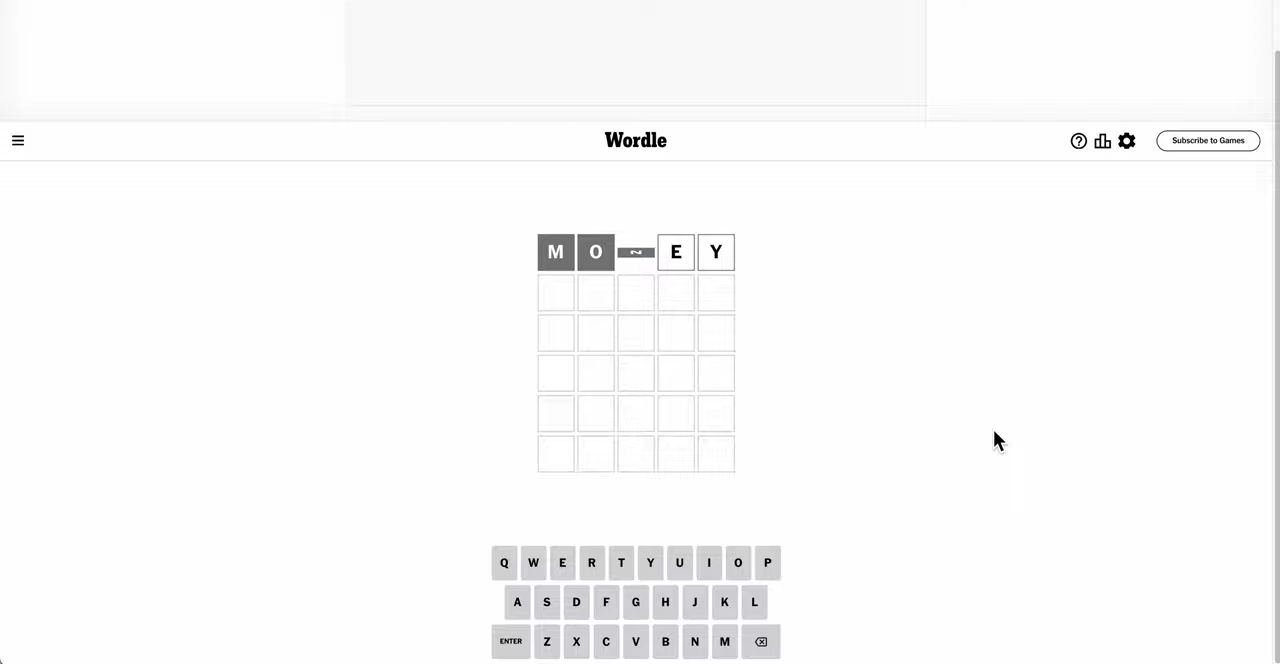 Wordle
Subscribe to Games
M O N E Y
Q W E R T Y U I O P
A S D F G H J K L
ENTER Z X C V B N M